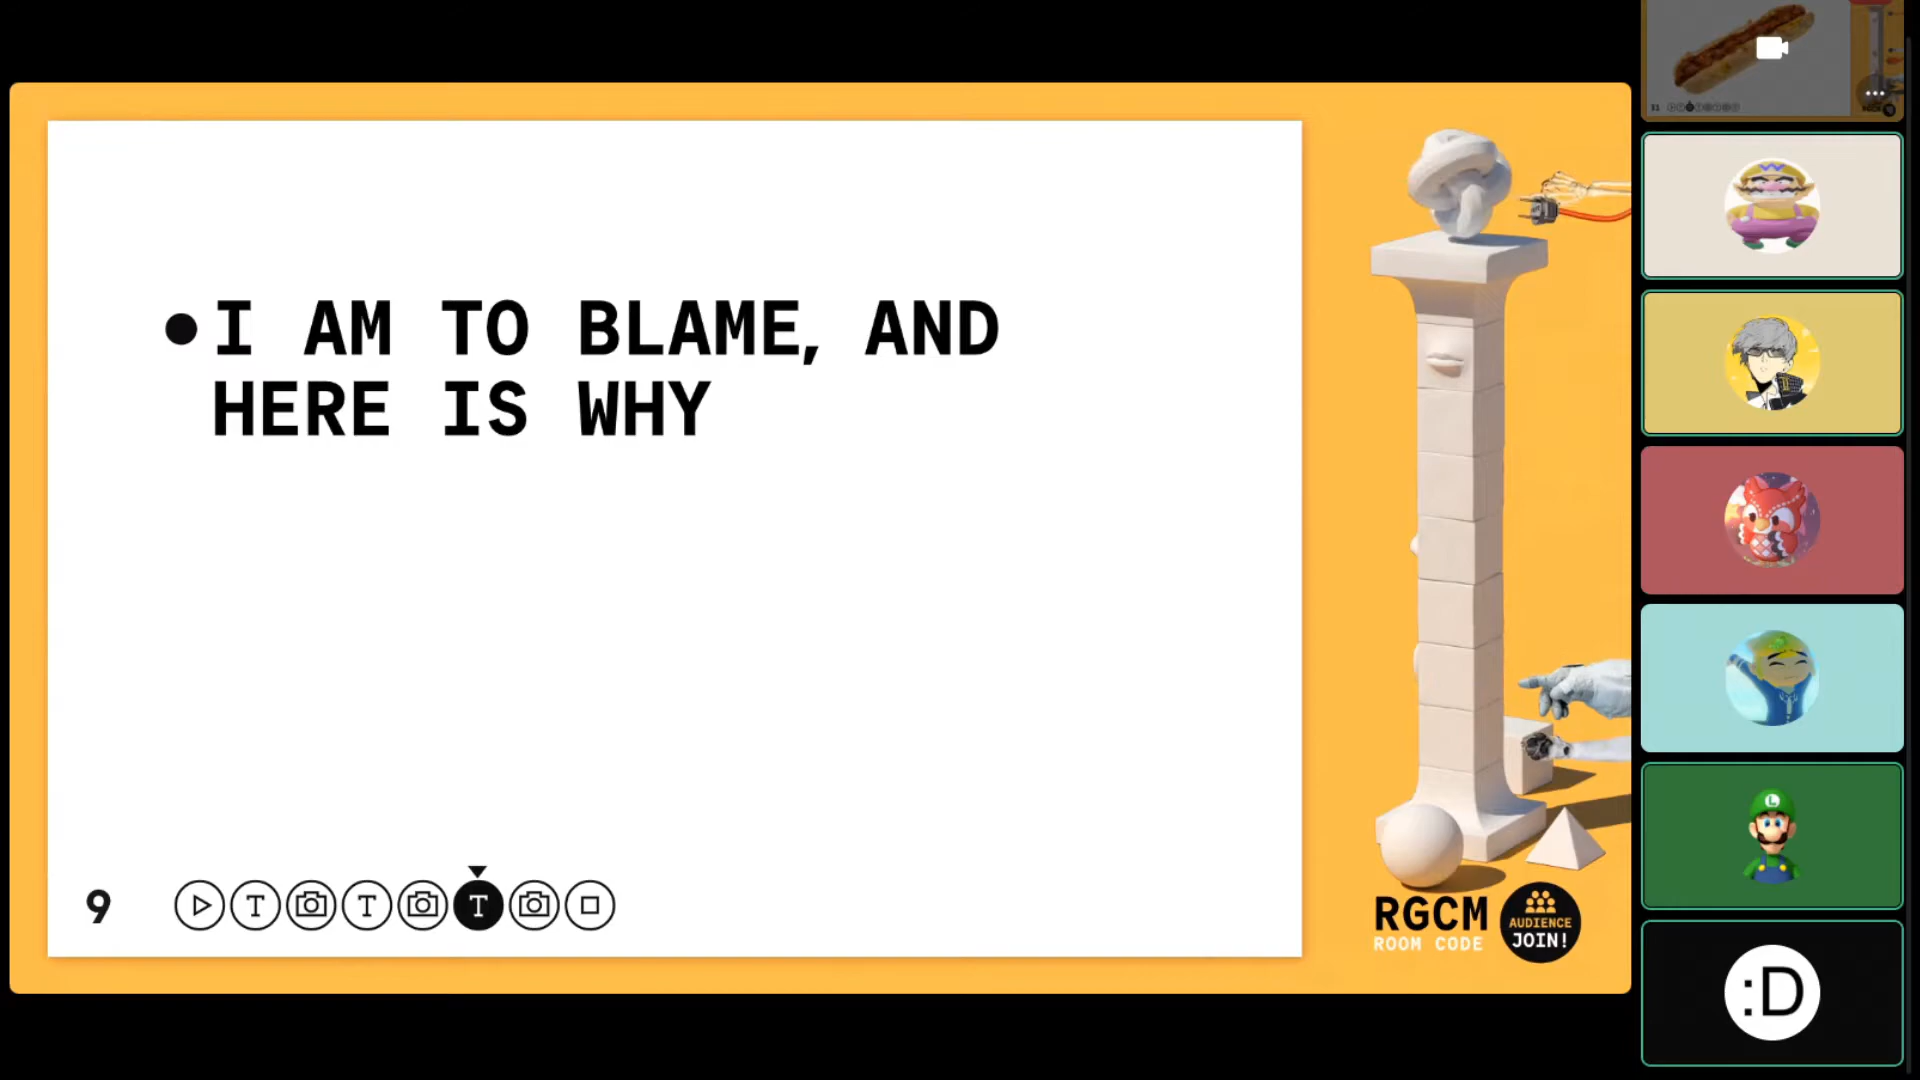 • I AM TO BLAME, AND
HERE IS WHY
9
T
T
T
RGCM
ROOM CODE
AUDIENCE
JOIN!
W
L
:D